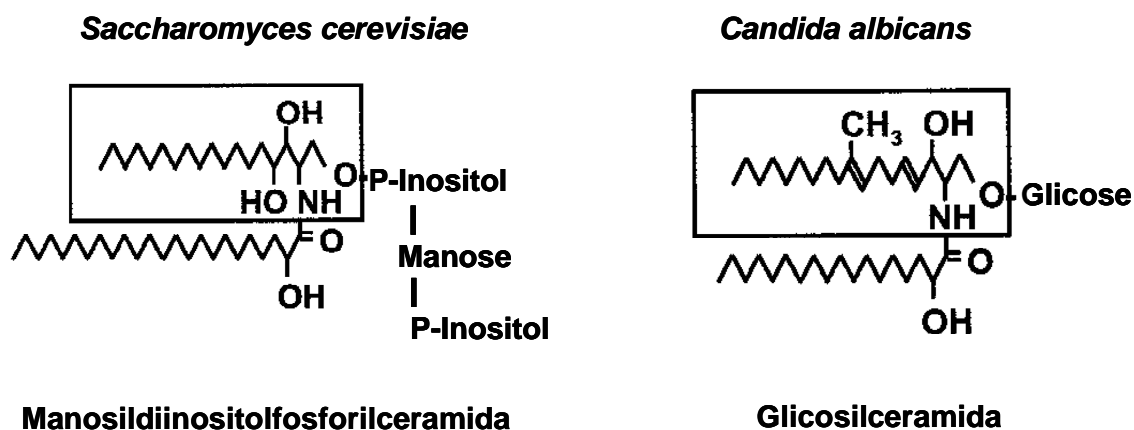 Saccharomyces cerevisiae
OH
O-P-Inositol
HO NH
O
Manose
OH
P-Inositol
Manosildiinositolfosforilceramida
Candida albicans
CH3 OH
O-Glicose
NH
O
OH
Glicosilceramida